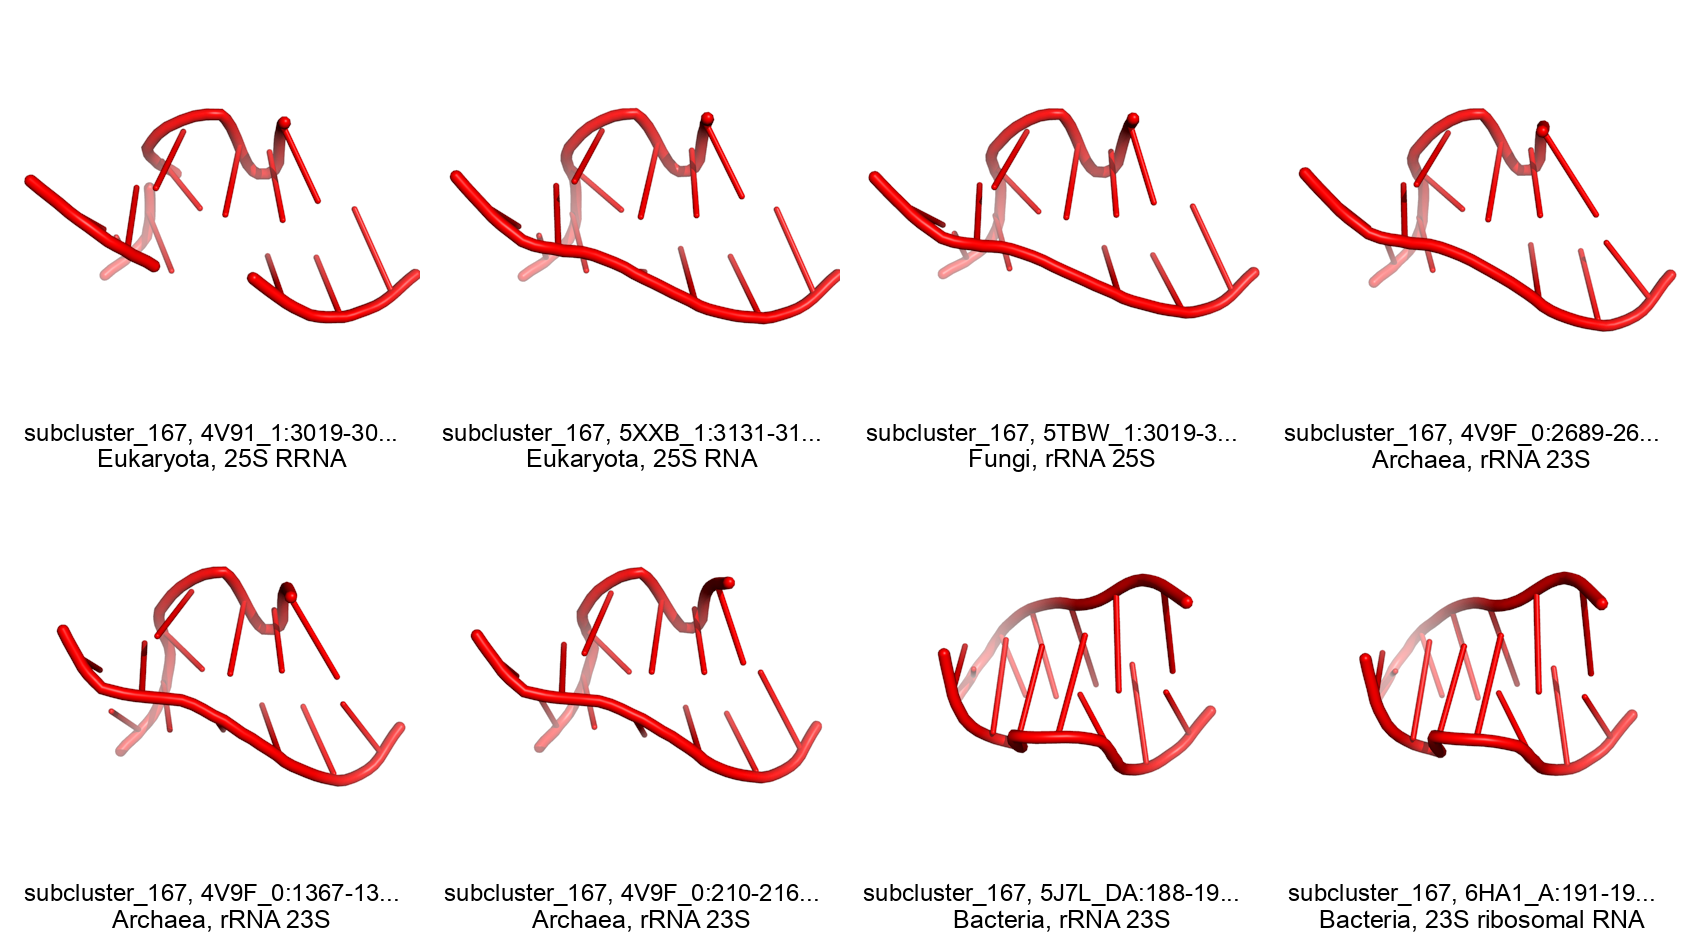 subcluster_167, 4V91_1:3019-30...
Eukaryota, 25S RRNA
subcluster_167, 5XXB_1:3131-31...
Eukaryota, 25S RNA
subcluster_167, 5TBW_1:3019-3...
Fungi, rRNA 25S
subcluster_167, 4V9F_0:2689-26...
Archaea, rRNA 23S
subcluster_167, 4V9F_0:1367-13...
Archaea, rRNA 23S
subcluster_167, 4V9F_0:210-216...
Archaea, rRNA 23S
subcluster_167, 5J7L_DA:188-19...
Bacteria, rRNA 23S
subcluster_167, 6HA1_A:191-19...
Bacteria, 23S ribosomal RNA